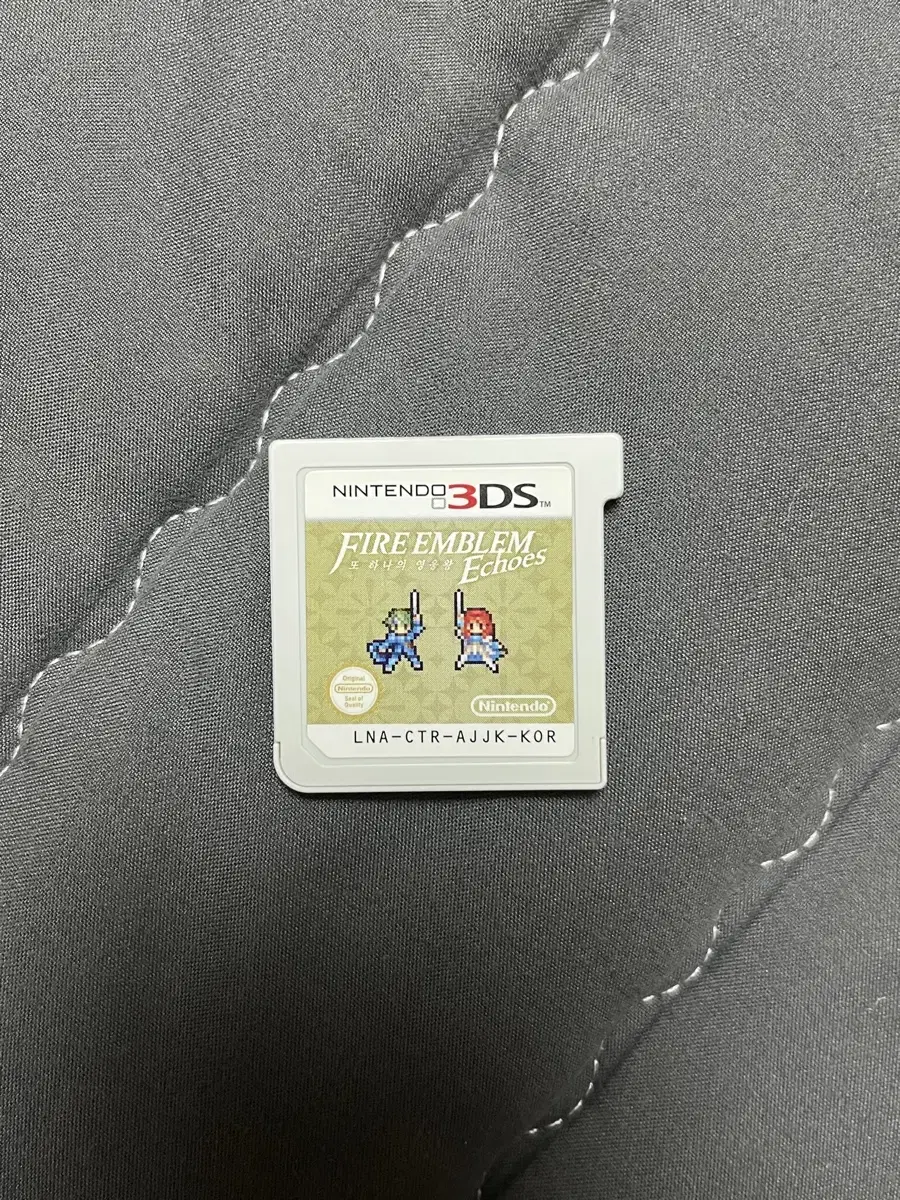 NINTENDO 3DS™
FIRE EMBLEM
또 하나의 영웅왕
Echoes
Original
Nintendo
Seal of
Quality
Nintendo
LNA-CTR-AJJK-KOR